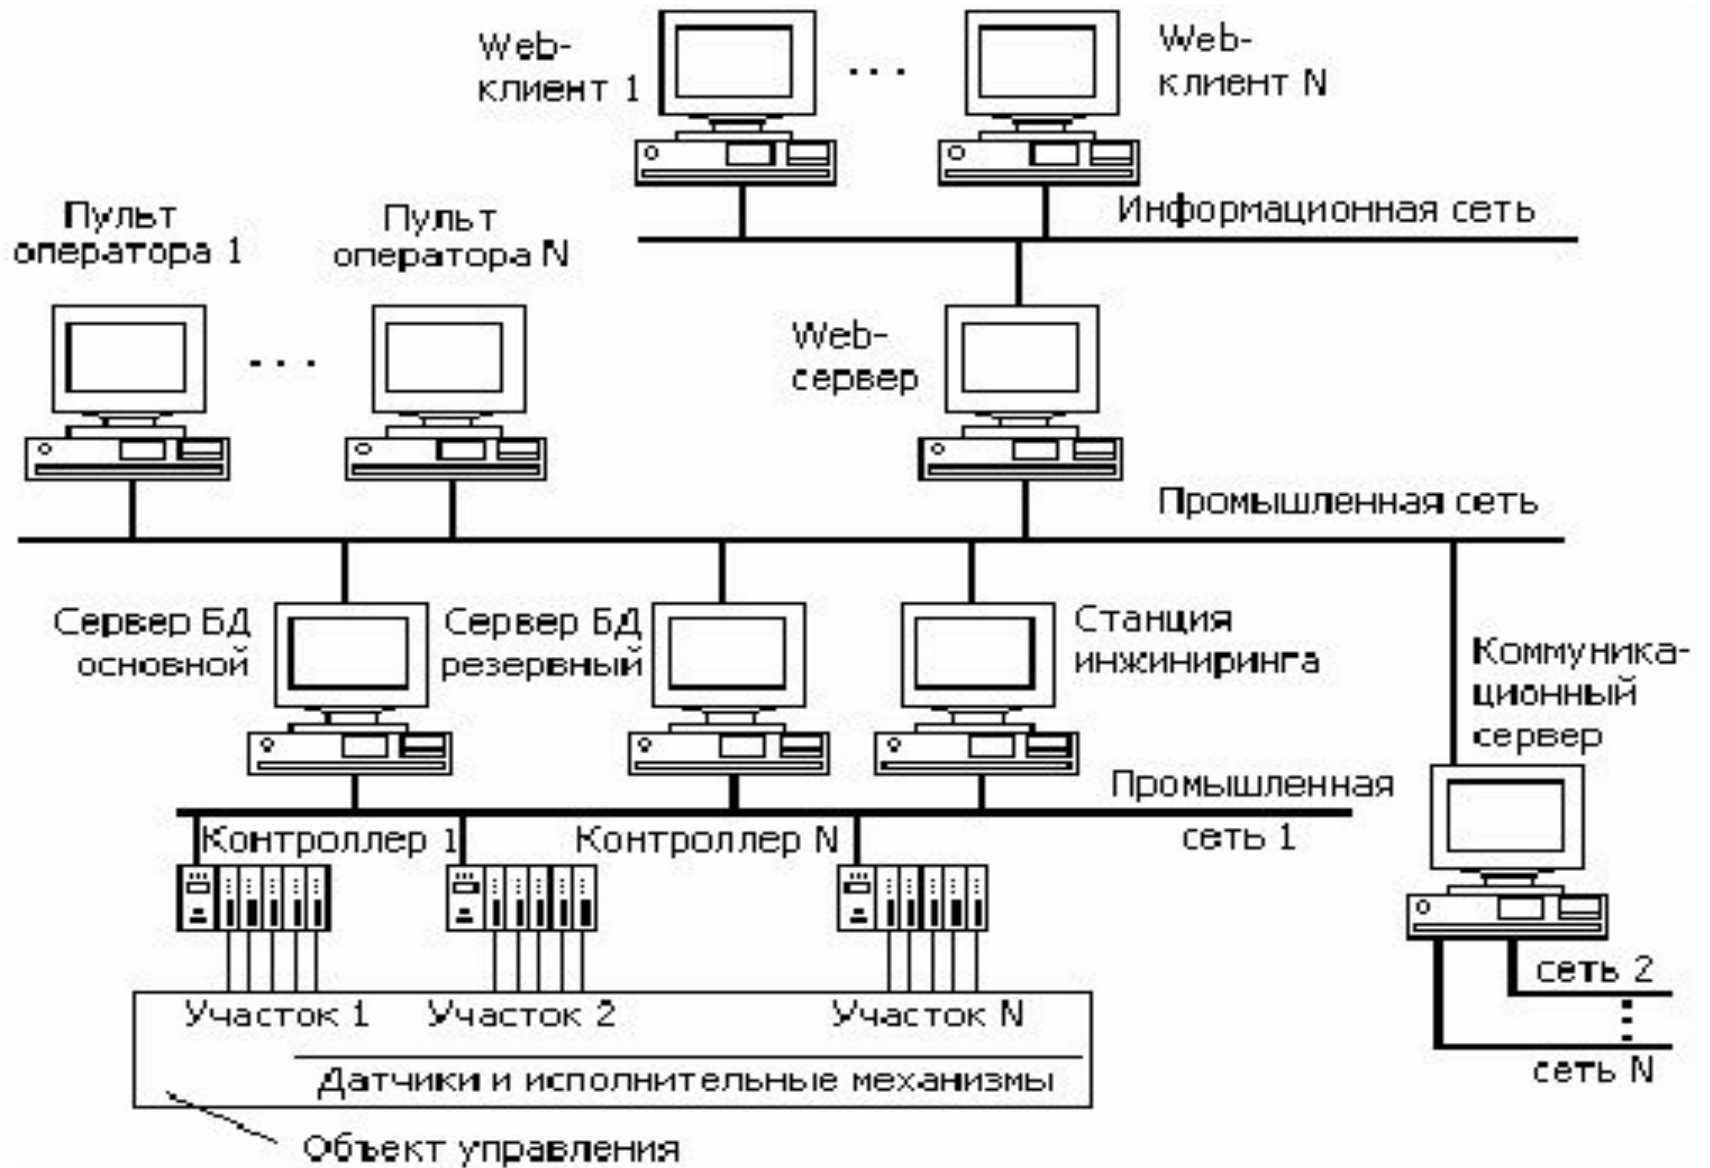 Web-
клиент 1
Web-
клиент N
Информационная сеть
Пульт
оператора 1
Пульт
оператора N
Web-
сервер
Промышленная сеть
Сервер БД
основной
Сервер БД
резервный
Станция
инжиниринга
Коммуника-
ционный
сервер
Промышленная
сеть 1
Контроллер 1
Контроллер N
сеть 2
сеть N
Участок 1
Участок 2
Участок N
Датчики и исполнительные механизмы
Объект управления